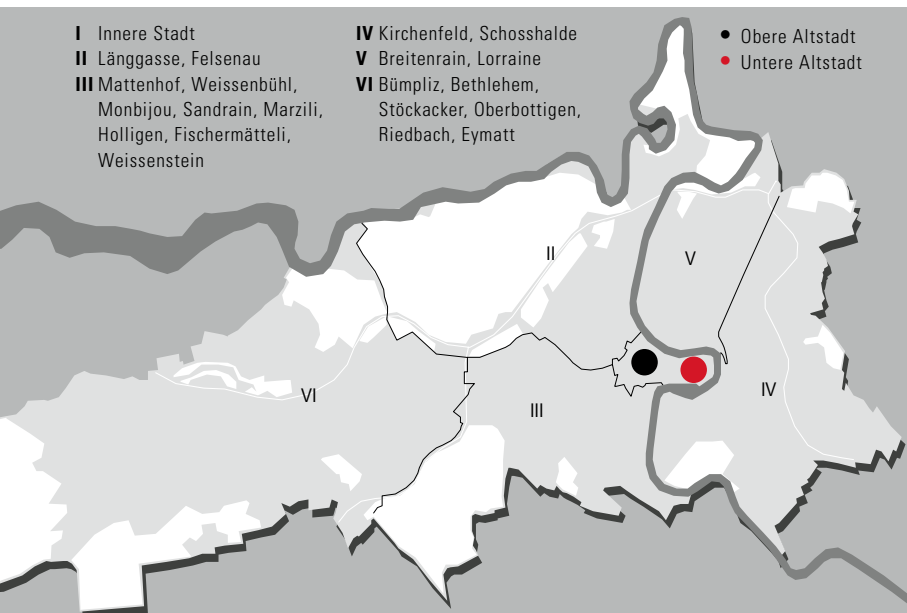 I Innere Stadt
II Länggasse, Felsenau
III Mattenhof, Weissenbühl,
Monbijou, Sandrain, Marzili,
Holligen, Fischermätteli,
Weissenstein
IV Kirchenfeld, Schosshalde
V Breitenrain, Lorraine
VI Bümpliz, Bethlehem,
Stöckacker, Oberbottigen,
Riedbach, Eymatt
Obere Altstadt
Untere Altstadt
II
V
VI
III
IV